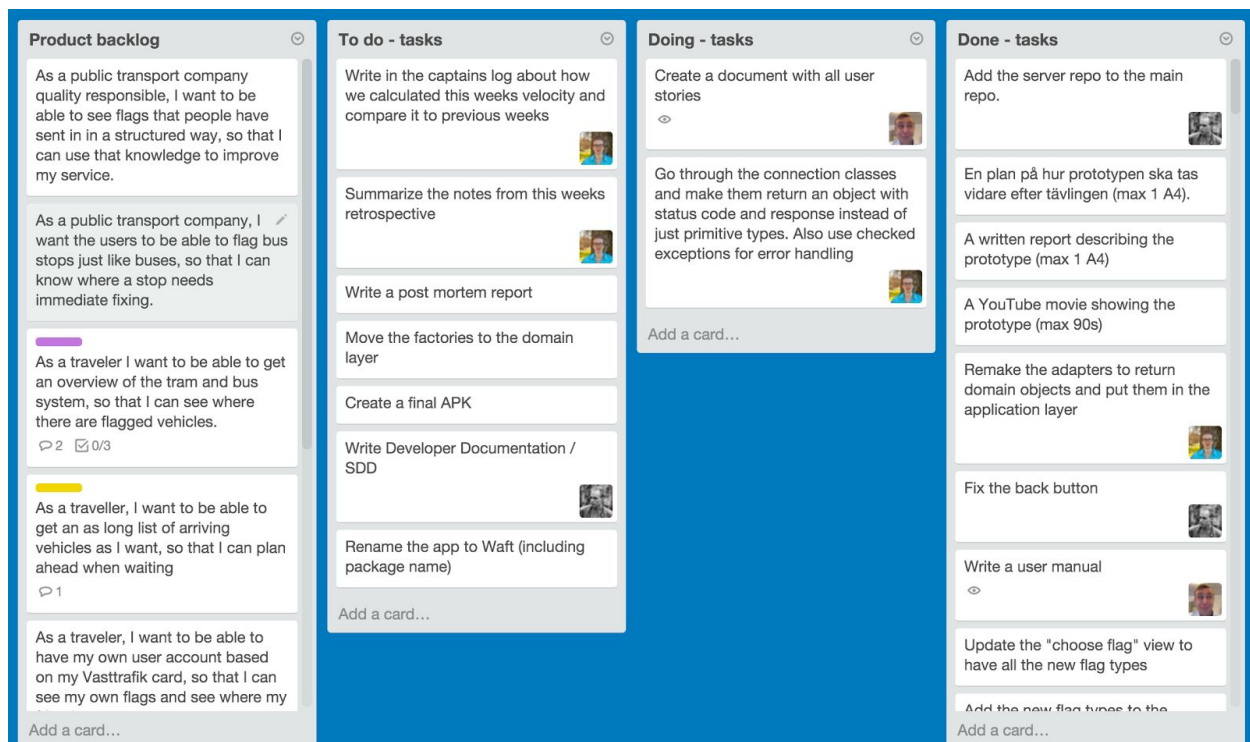 Product backlog
As a public transport company
quality responsible, I want to be
able to see flags that people have
sent in in a structured way, so that I
can use that knowledge to improve
my service.
As a public transport company, I
want the users to be able to flag bus
stops just like buses, so that I can
know where a stop needs
immediate fixing.
As a traveler I want to be able to get
an overview of the tram and bus
system, so that I can see where
there are flagged vehicles.
2 0/3
As a traveller, I want to be able to
get an as long list of arriving
vehicles as I want, so that I can plan
ahead when waiting
1
As a traveler, I want to be able to
have my own user account based
on my Vasttrafik card, so that I can
see my own flags and see where my
Add a card…
To do - tasks
Write in the captains log about how
we calculated this weeks velocity and
compare it to previous weeks
Summarize the notes from this weeks
retrospective
Write a post mortem report
Move the factories to the domain
layer
Create a final APK
Write Developer Documentation /
SDD
Rename the app to Waft (including
package name)
Add a card…
Doing - tasks
Create a document with all user
stories
Go through the connection classes
and make them return an object with
status code and response instead of
just primitive types. Also use checked
exceptions for error handling
Add a card…
Done - tasks
Add the server repo to the main
repo.
En plan på hur prototypen ska tas
vidare efter tävlingen (max 1 A4).
A written report describing the
prototype (max 1 A4)
A YouTube movie showing the
prototype (max 90s)
Remake the adapters to return
domain objects and put them in the
application layer
Fix the back button
Write a user manual
Update the "choose flag" view to
have all the new flag types
Add the new flag types to the
Add a card…